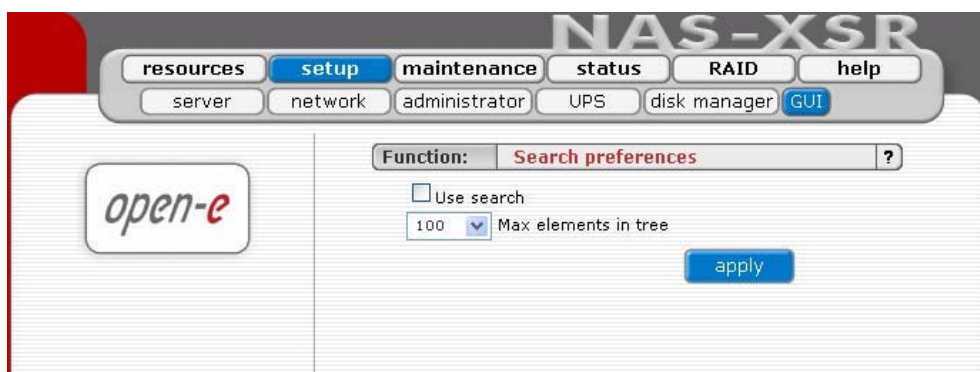 NAS-XSR
resources setup maintenance status RAID help
server network administrator UPS disk manager GUI
Function: Search preferences ?
open-e
Use search
100 Max elements in tree
apply